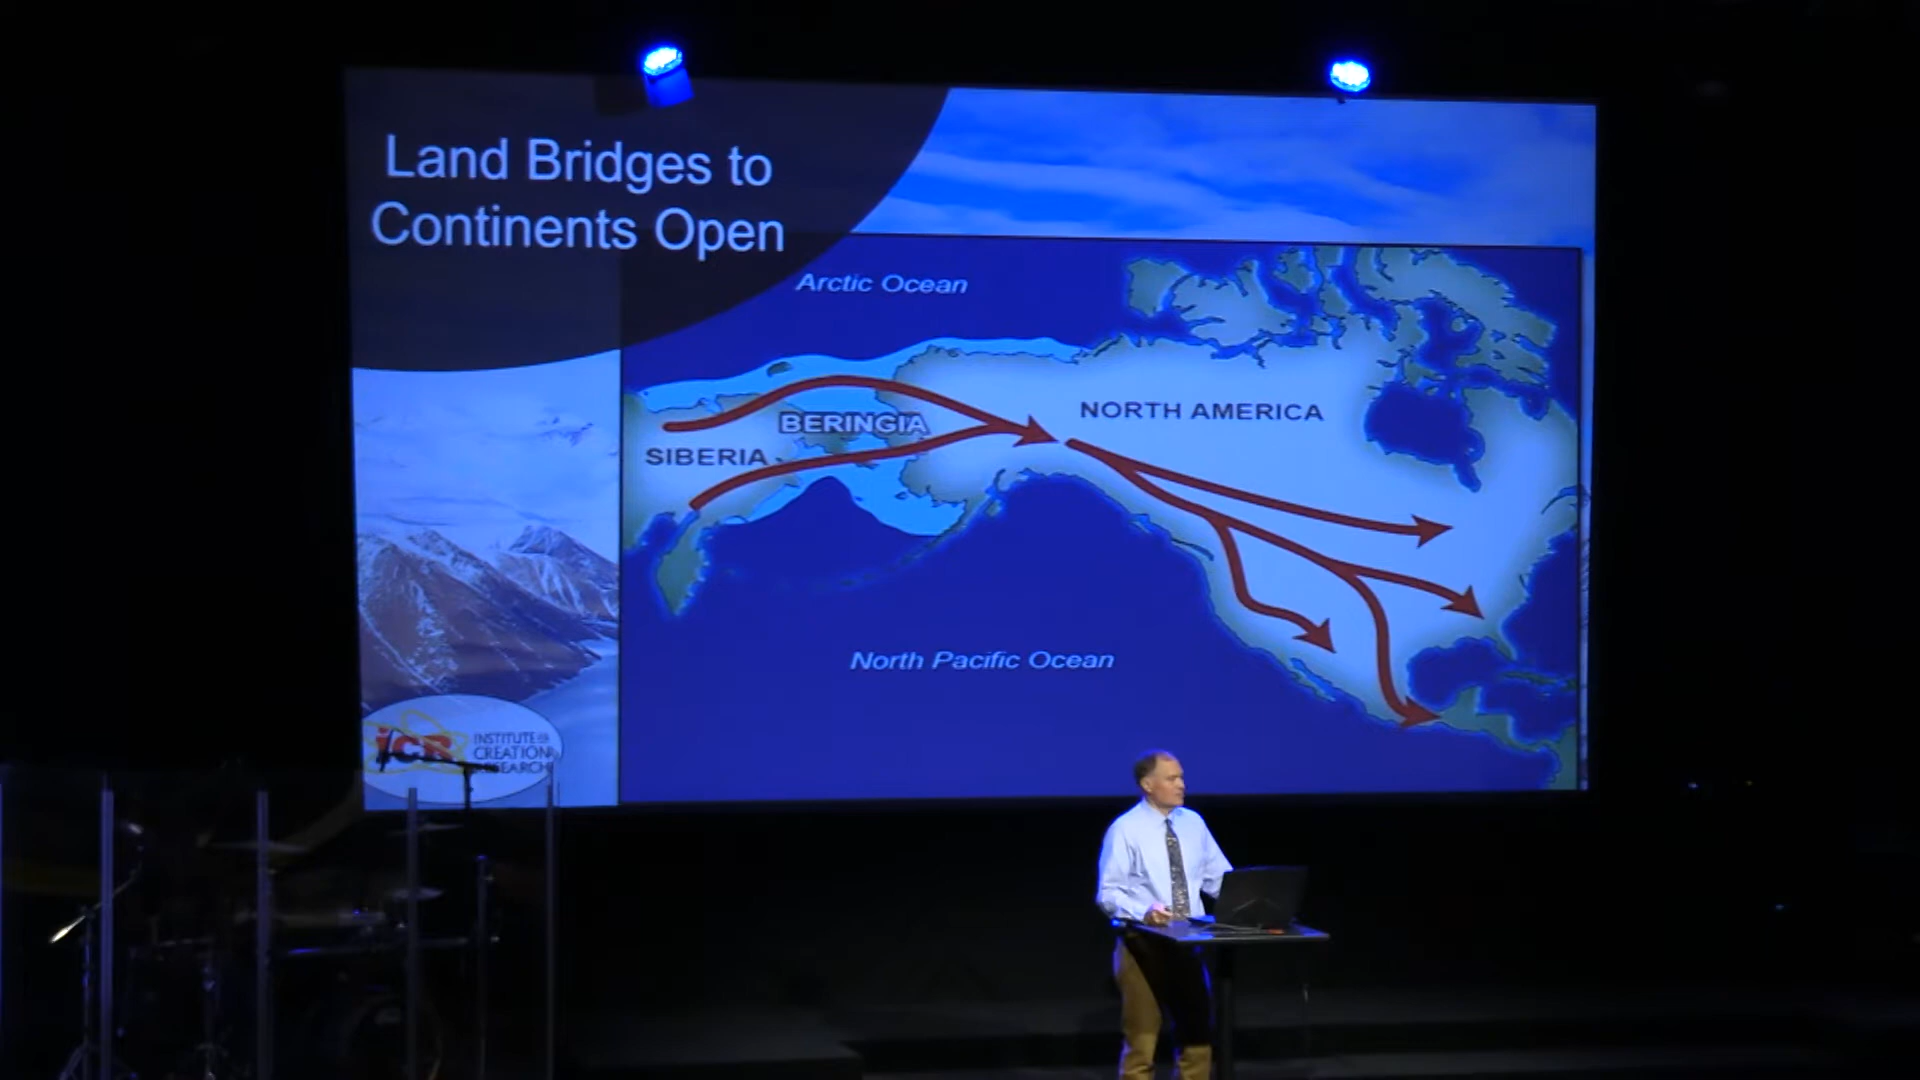 Land Bridges to
Continents Open
Arctic Ocean
NORTH AMERICA
BERINGIA
SIBERIA
North Pacific Ocean
iCR
INSTITUTE for
CREATION
RESEARCH